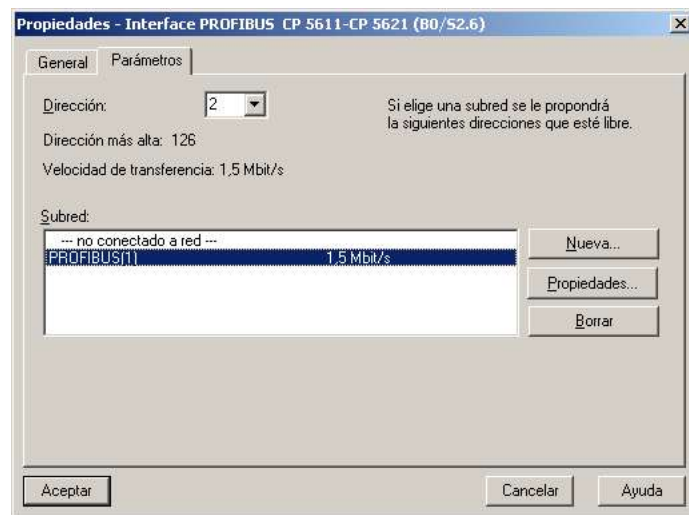 Propiedades - Interface PROFIBUS CP 5611-CP 5621 (B0/S2.6)
General Parámetros
Dirección: 2
Si elige una subred se le propondrá
la siguientes direcciones que esté libre.
Dirección más alta: 126
Velocidad de transferencia: 1,5 Mbit/s
Subred:
--- no conectado a red ---
PROFIBUS(1) 1,5 Mbit/s
Nueva...
Propiedades...
Borrar
Aceptar Cancelar Ayuda